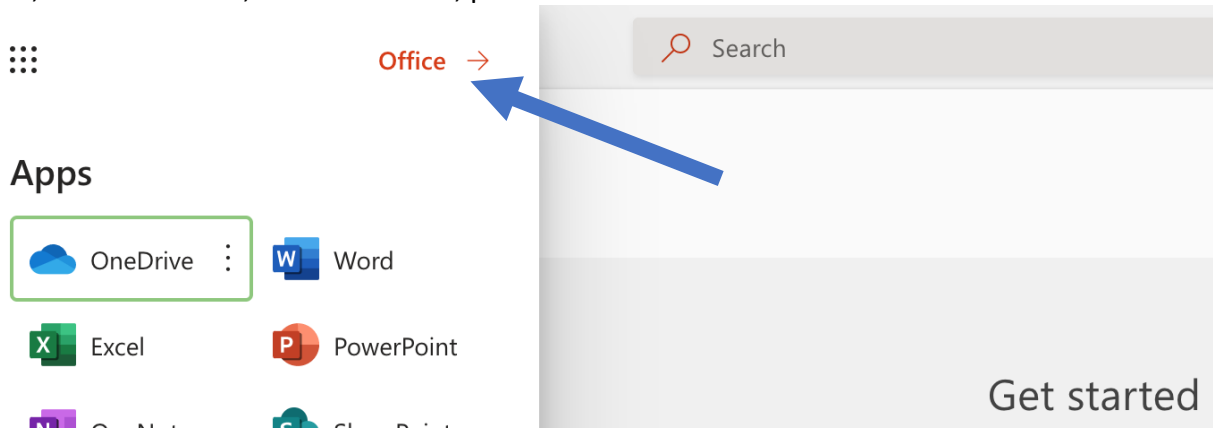 Office →
Search
Apps
OneDrive
Word
Excel
PowerPoint
Get started